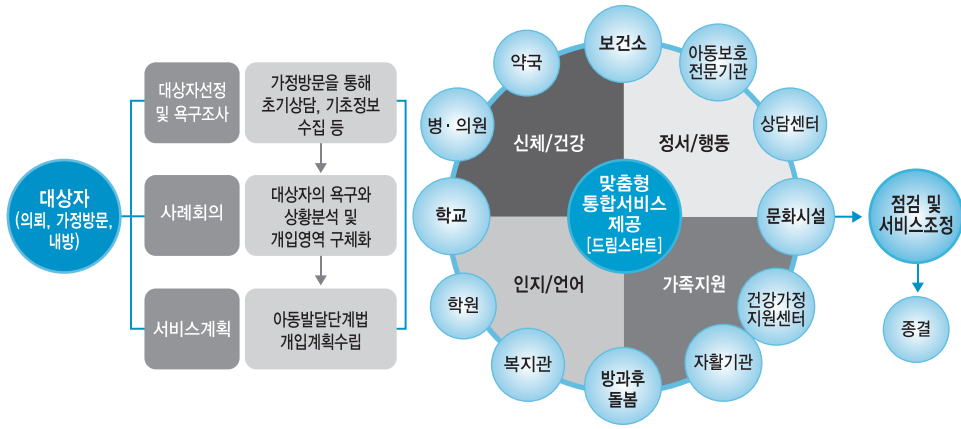 대상자
(의뢰, 가정방문,
내방)
대상자선정
및 욕구조사
가정방문을 통해
초기상담, 기초정보
수집 등
사례회의
대상자의 욕구와
상황분석 및
개입영역 구체화
서비스계획
아동발달단계법
개입계획수립
보건소
아동보호
전문기관
상담센터
문화시설
건강가정
지원센터
자활기관
방과후
돌봄
복지관
학원
학교
병·의원
약국
신체/건강
정서/행동
인지/언어
가족지원
맞춤형
통합서비스
제공
[드림스타트]
점검 및
서비스조정
종결